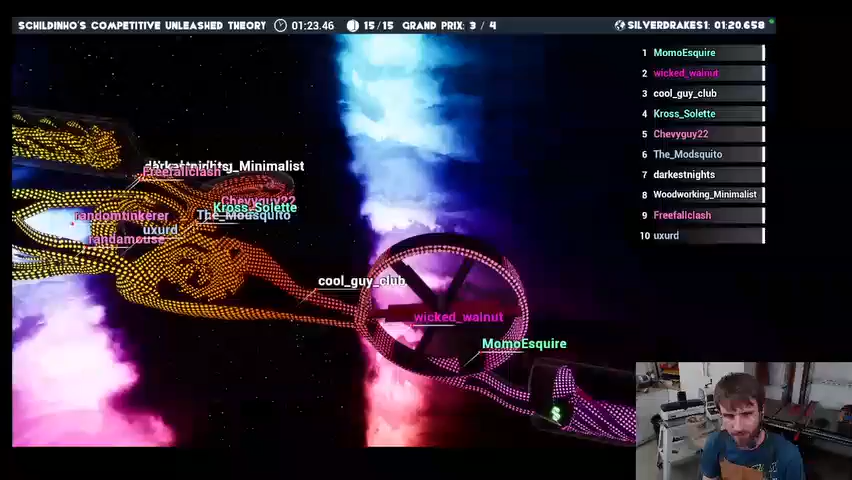 SCHILDINHO'S COMPETITIVE UNLEASHED THEORY 01:23.46 15/15 GRAND PRIX: 3 / 4 SILVERDRAKES1: 01:20.658
1 MomoEsquire
2 wicked_walnut
3 cool_guy_club
4 Kross_Solette
5 Chevyguy22
6 The_Modsquito
7 darkestnights
8 Woodworking_Minimalist
9 Freefallclash
10 uxurd
Freefallclash
Chevyguy22
Kross_Solette
randomtinkerer
The_Modsquito
uxurd
randamouse
cool_guy_club
wicked_walnut
MomoEsquire